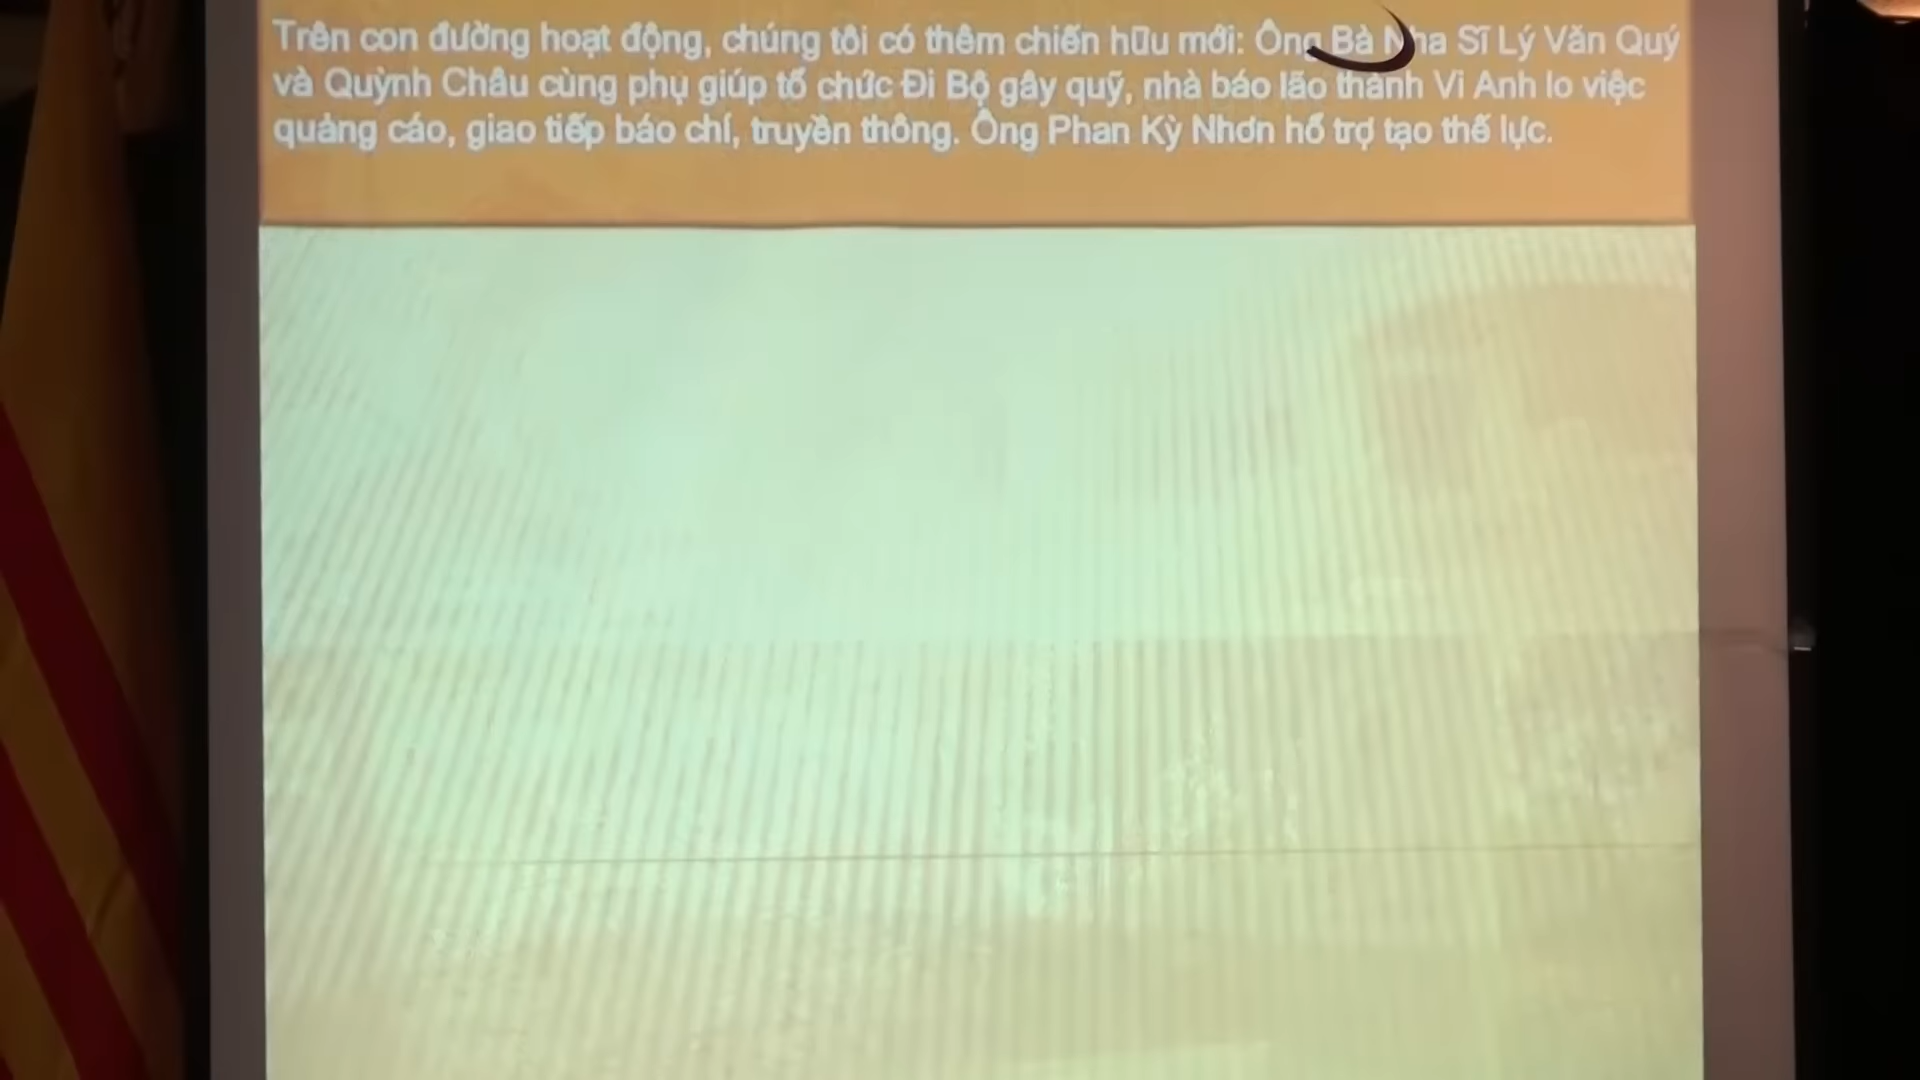 Trên con đường hoạt động, chúng tôi có thêm chiến hữu mới: Ông Bà Nha Sĩ Lý Văn Quý
và Quỳnh Châu cùng phụ giúp tổ chức Đi Bộ gây quỹ, nhà báo lão thành Vi Anh lo việc
quảng cáo, giao tiếp báo chí, truyền thông. Ông Phan Kỳ Nhơn hổ trợ tạo thế lực.